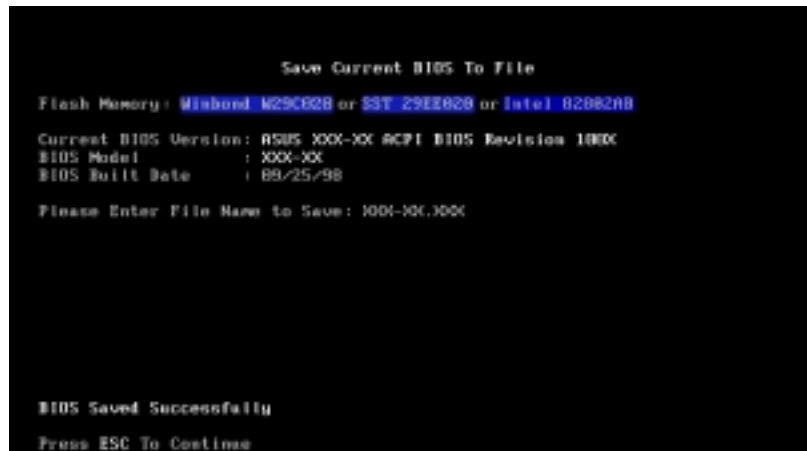 Save Current BIOS To File
Flash Memory: Winbond W29C020 or SST 29EE020 or Intel 82802AB
Current BIOS Version: ASUS XXX-XX ACPI BIOS Revision 100X
BIOS Model : XXX-XX
BIOS Built Date : 09/25/98
Please Enter File Name to Save: XXX-XX.XXX
BIOS Saved Successfully
Press ESC To Continue